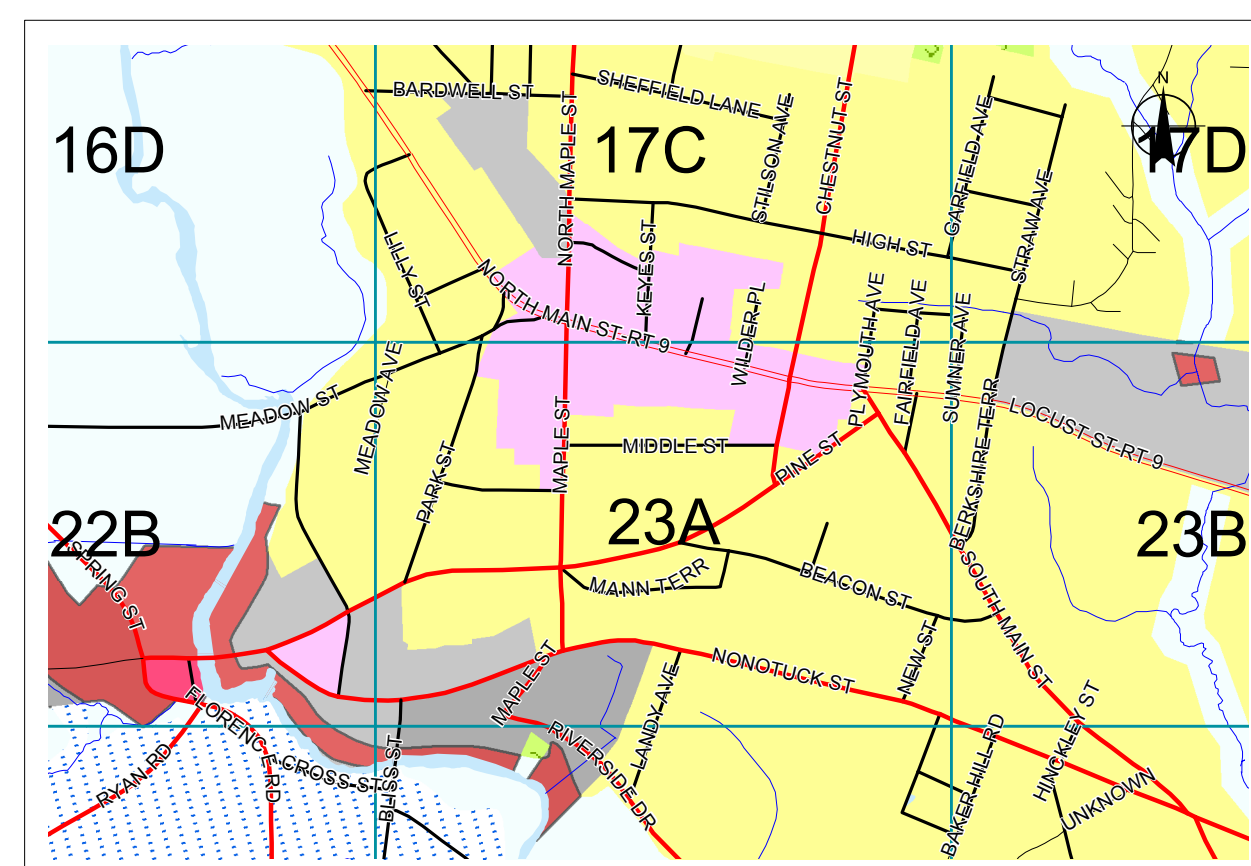 BARDWELL ST
SHEFFIELD LANE
N
16D
17C
17D
NORTH MAPLE ST
STILSON AVE
CHESTNUT ST
GARFIELD AVE
STRAW AVE
HIGH ST
LILLY ST
KEYES ST
NORTH MAIN ST-RT 9
WILDER PL
PLYMOUTH AVE
FAIRFIELD AVE
SUMNER AVE
MEADOW ST
MEADOW AVE
BERKSHIRE TERR
LOCUST ST-RT 9
MAPLE ST
MIDDLE ST
PINE ST
PARK ST
22B
23A
23B
SPRING ST
MANN TERR
BEACON ST
SOUTH MAIN ST
NEW ST
NONOTUCK ST
MAPLE ST
LANDY AVE
FLORENCE RD
RYAN RD
CROSS ST
BLISS ST
RIVERSIDE DR
BAKER HILL RD
HINCKLEY ST
UNKNOWN